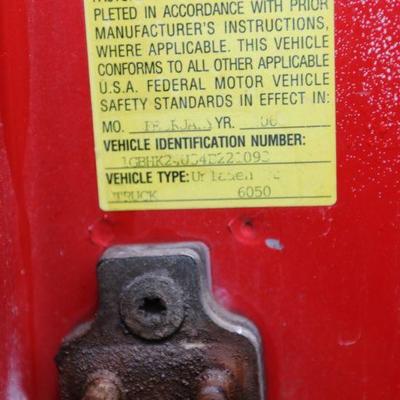 PLETED IN ACCORDANCE WITH PRIOR
MANUFACTURER'S INSTRUCTIONS,
WHERE APPLICABLE. THIS VEHICLE
CONFORMS TO ALL OTHER APPLICABLE
U.S.A. FEDERAL MOTOR VEHICLE
SAFETY STANDARDS IN EFFECT IN:
MO. YR. 06
VEHICLE IDENTIFICATION NUMBER:
VEHICLE TYPE:
TRUCK 6050